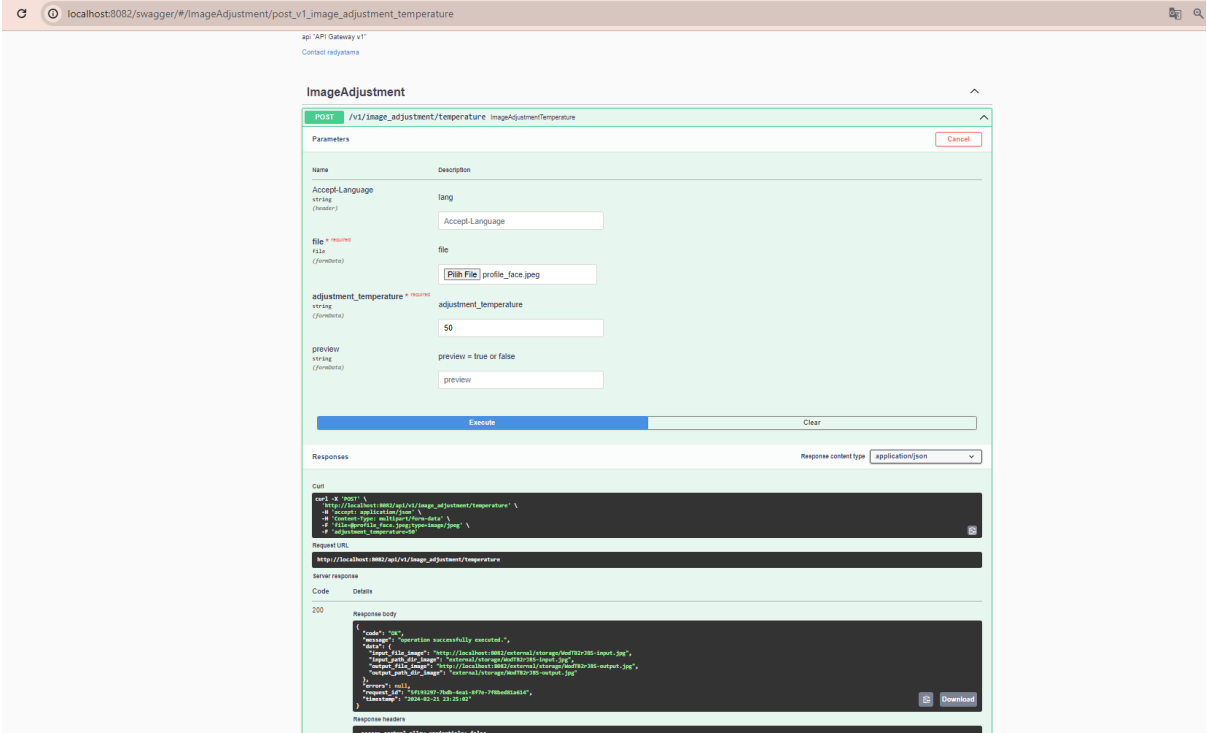 localhost:8082/swagger/#/ImageAdjustment/post_v1_image_adjustment_temperature
api "API Gateway v1"
Contact radyatama
ImageAdjustment
POST /v1/image_adjustment/temperature ImageAdjustmentTemperature
Parameters
Cancel
Name Description
Accept-Language
string
(header)
lang
Accept-Language
file * required
file
(formData)
file
Pilih File profile_face.jpeg
adjustment_temperature * required
string
(formData)
adjustment_temperature
50
preview
string
(formData)
preview = true or false
preview
Execute Clear
Responses Response content type application/json
Curl
curl -X 'POST' \
'http://localhost:8082/api/v1/image_adjustment/temperature' \
-H 'accept: application/json' \
-H 'Content-Type: multipart/form-data' \
-F 'file=@profile_face.jpeg;type=image/jpeg' \
-F 'adjustment_temperature=50'
Request URL
http://localhost:8082/api/v1/image_adjustment/temperature
Server response
Code Details
200
Response body
{
"code": "OK",
"message": "operation successfully executed.",
"data": {
"input_file_image": "http://localhost:8082/external/storage/WodTB2rJ8S-input.jpg",
"input_path_dir_image": "external/storage/WodTB2rJ8S-input.jpg",
"output_file_image": "http://localhost:8082/external/storage/WodTB2rJ8S-output.jpg",
"output_path_dir_image": "external/storage/WodTB2rJ8S-output.jpg"
},
"errors": null,
"timestamp": "2024-02-21 23:25:02"
}
Download
Response headers